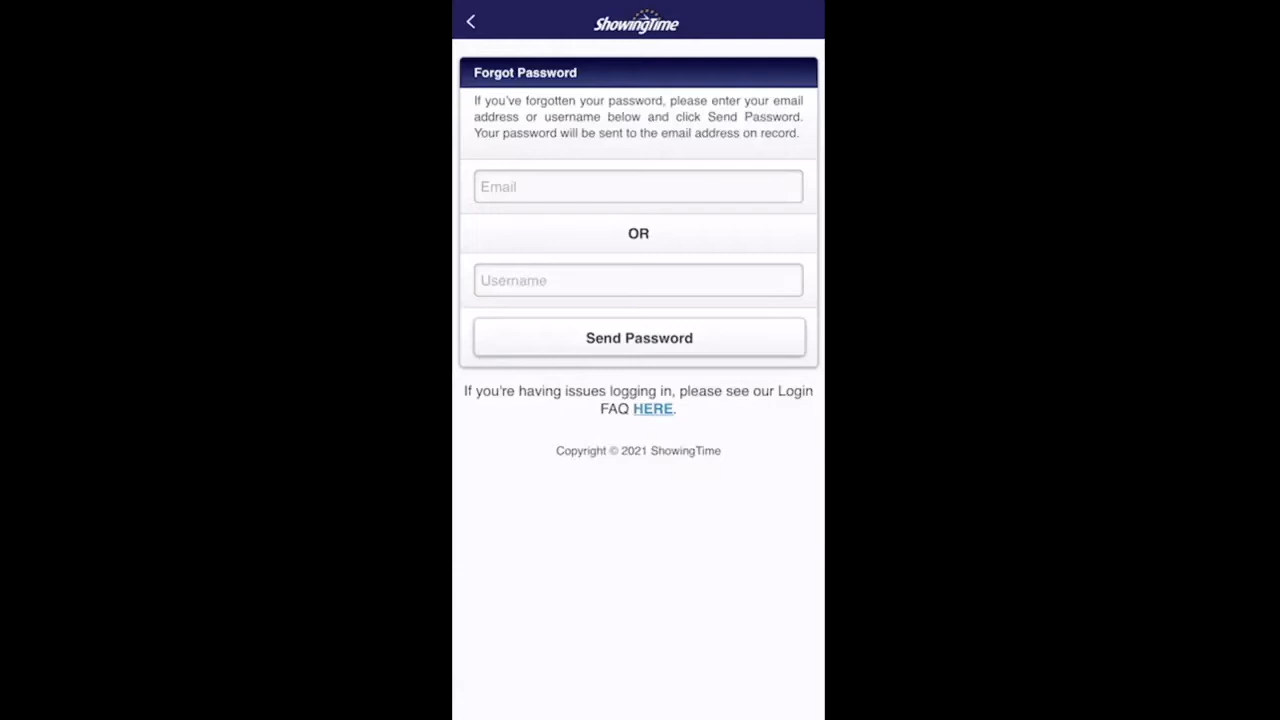 ShowingTime
Forgot Password
If you've forgotten your password, please enter your email
address or username below and click Send Password.
Your password will be sent to the email address on record.
Email
OR
Username
Send Password
If you're having issues logging in, please see our Login
FAQ HERE.
Copyright © 2021 ShowingTime